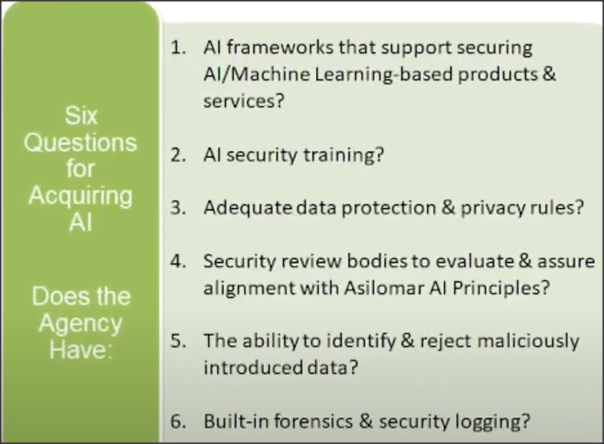 Six
Questions
for
Acquiring
AI
Does the
Agency
Have:
1. AI frameworks that support securing
AI/Machine Learning-based products &
services?
2. AI security training?
3. Adequate data protection & privacy rules?
4. Security review bodies to evaluate & assure
alignment with Asilomar AI Principles?
5. The ability to identify & reject maliciously
introduced data?
6. Built-in forensics & security logging?